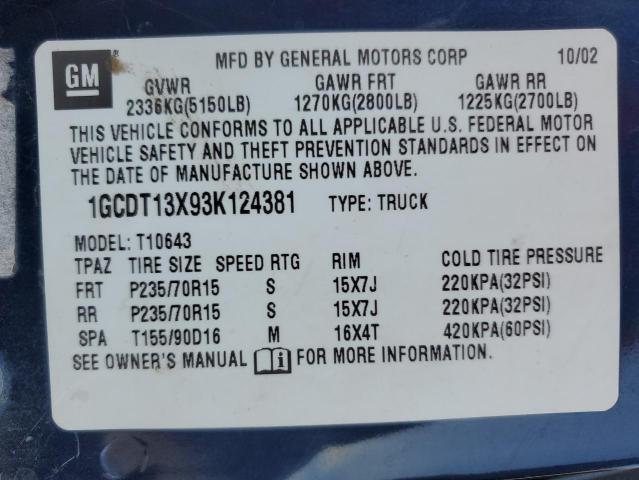 GM MFD BY GENERAL MOTORS CORP 10/02
GVWR GAWR FRT GAWR RR
2336KG(5150LB) 1270KG(2800LB) 1225KG(2700LB)
THIS VEHICLE CONFORMS TO ALL APPLICABLE U.S. FEDERAL MOTOR
VEHICLE SAFETY AND THEFT PREVENTION STANDARDS IN EFFECT ON
THE DATE OF MANUFACTURE SHOWN ABOVE.
1GCDT13X93K124381 TYPE: TRUCK
MODEL: T10643
TPAZ TIRE SIZE SPEED RTG RIM COLD TIRE PRESSURE
FRT P235/70R15 S 15X7J 220KPA(32PSI)
RR P235/70R15 S 15X7J 220KPA(32PSI)
SPA T155/90D16 M 16X4T 420KPA(60PSI)
SEE OWNER'S MANUAL i FOR MORE INFORMATION.